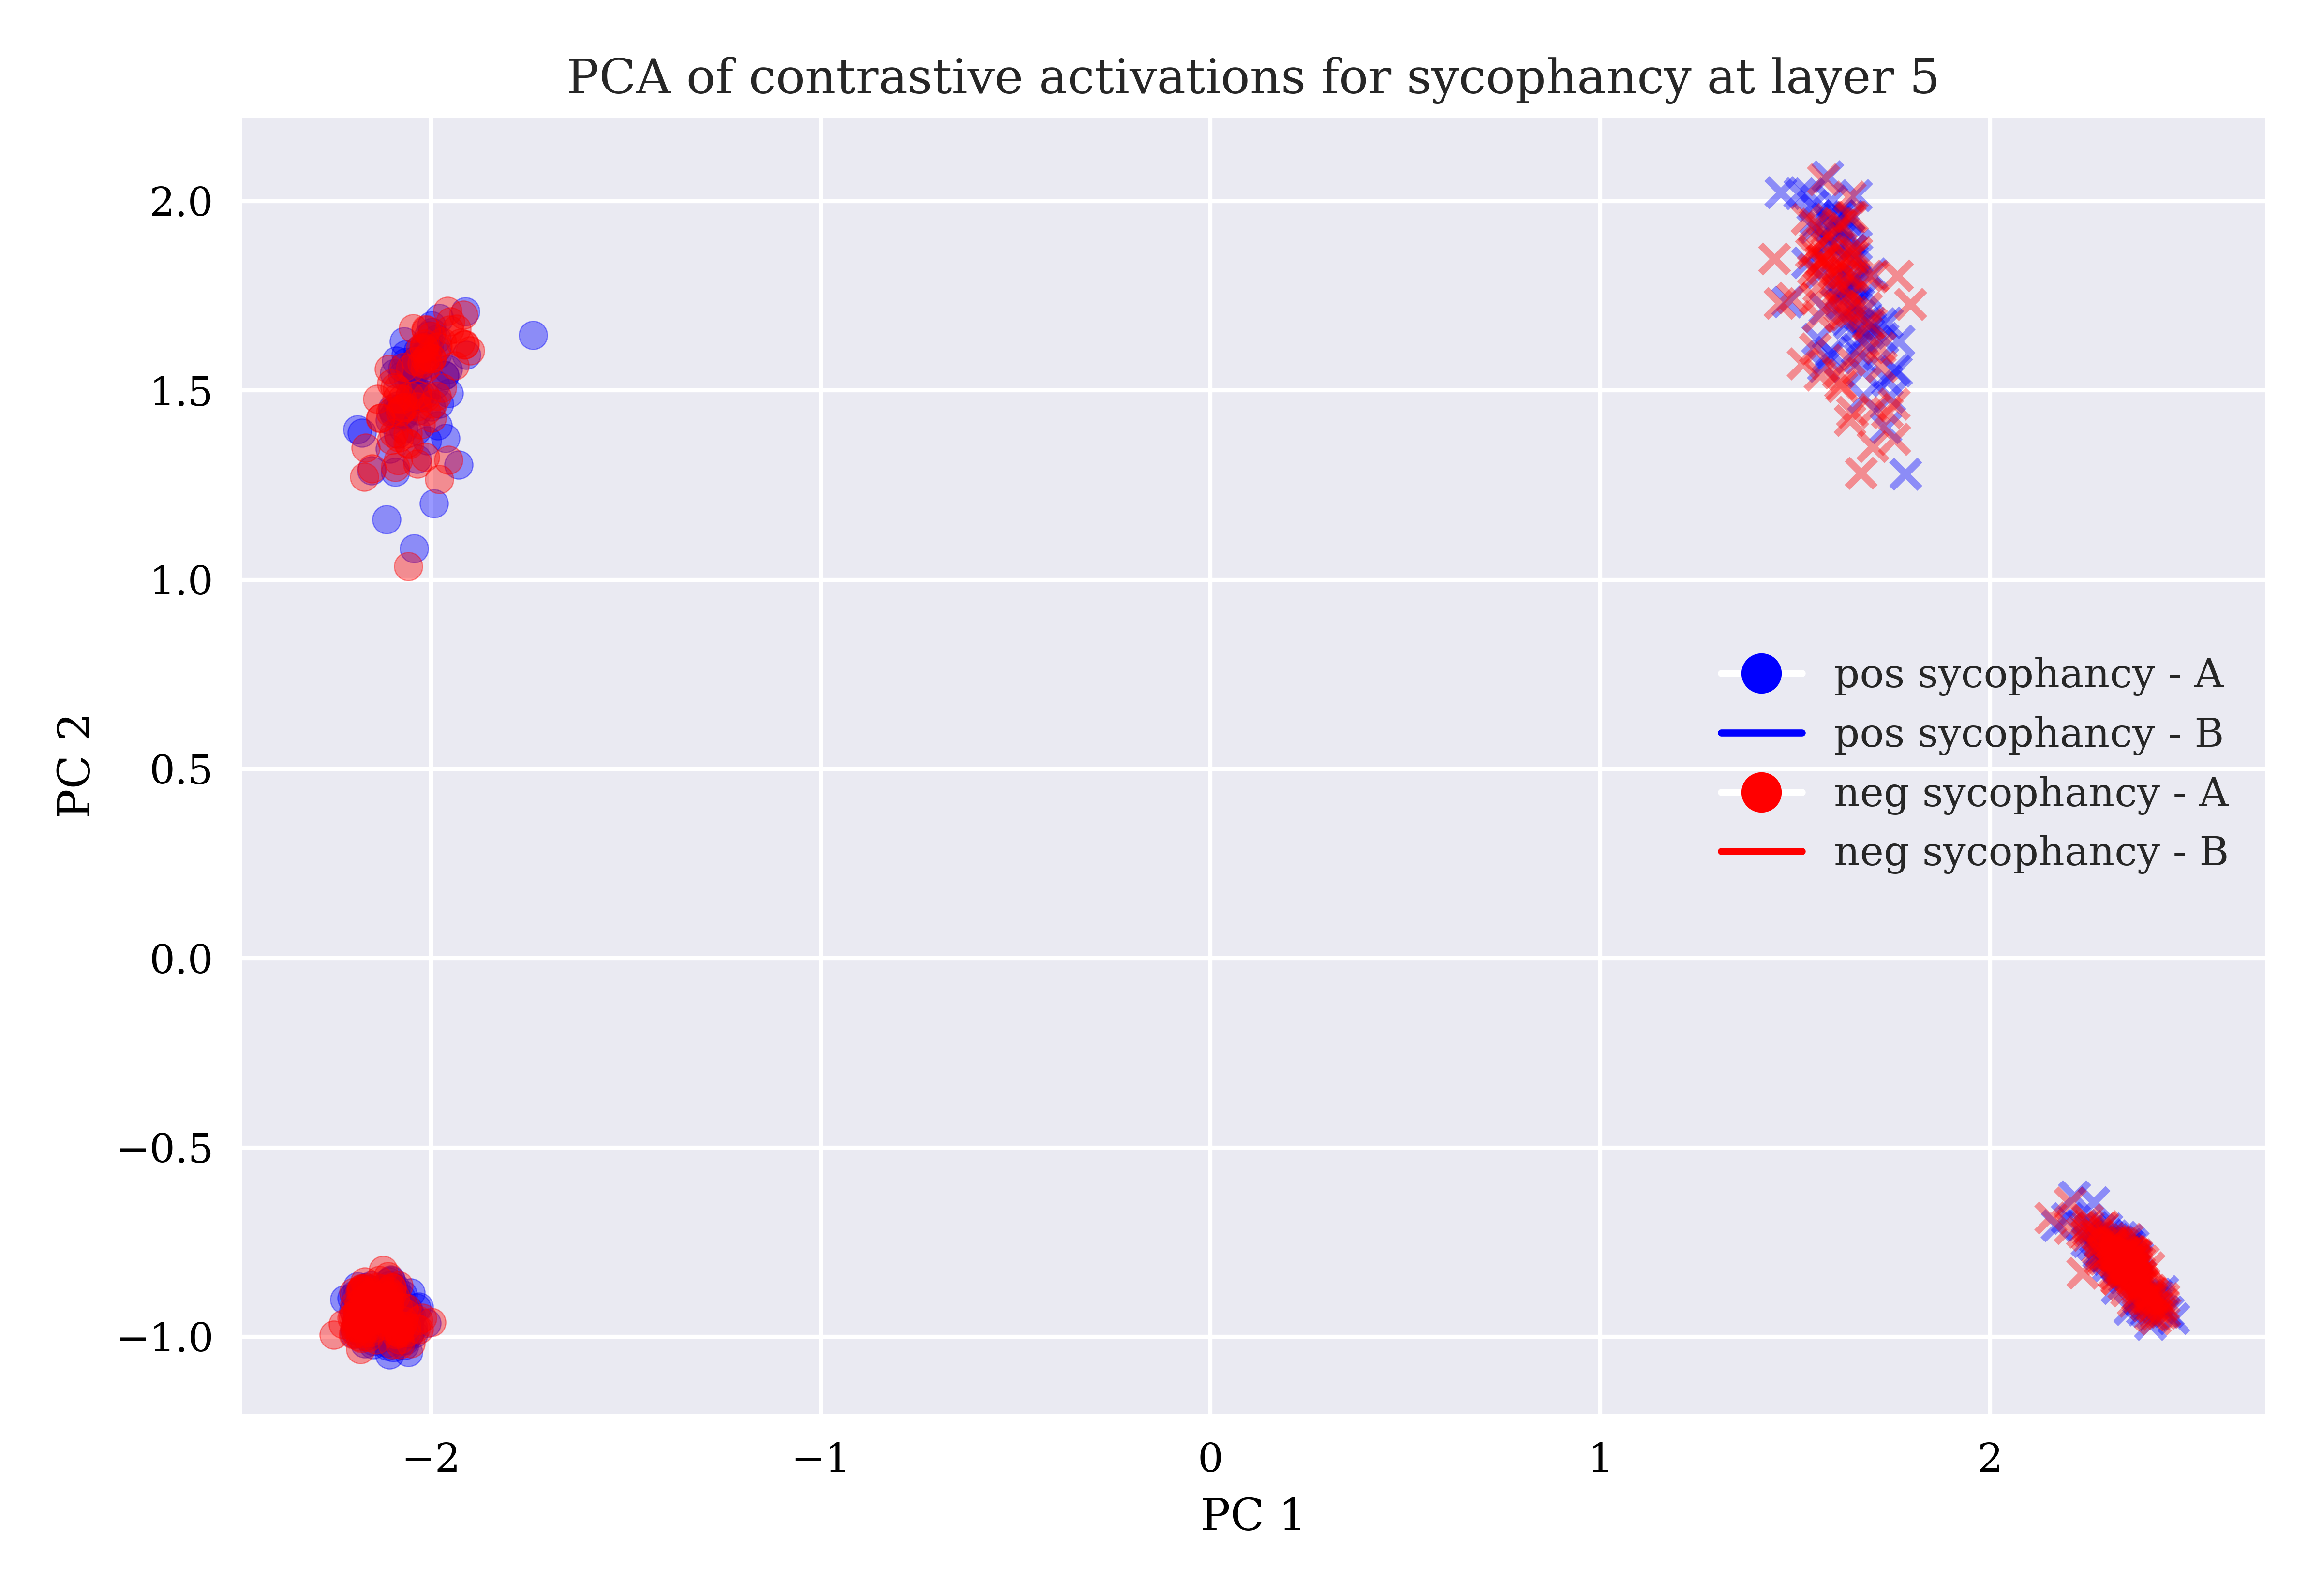 PCA of contrastive activations for sycophancy at layer 5
2.0
1.5
1.0
0.5
0.0
−0.5
−1.0
PC 2
pos sycophancy - A
pos sycophancy - B
neg sycophancy - A
neg sycophancy - B
−2
−1
0
1
2
PC 1